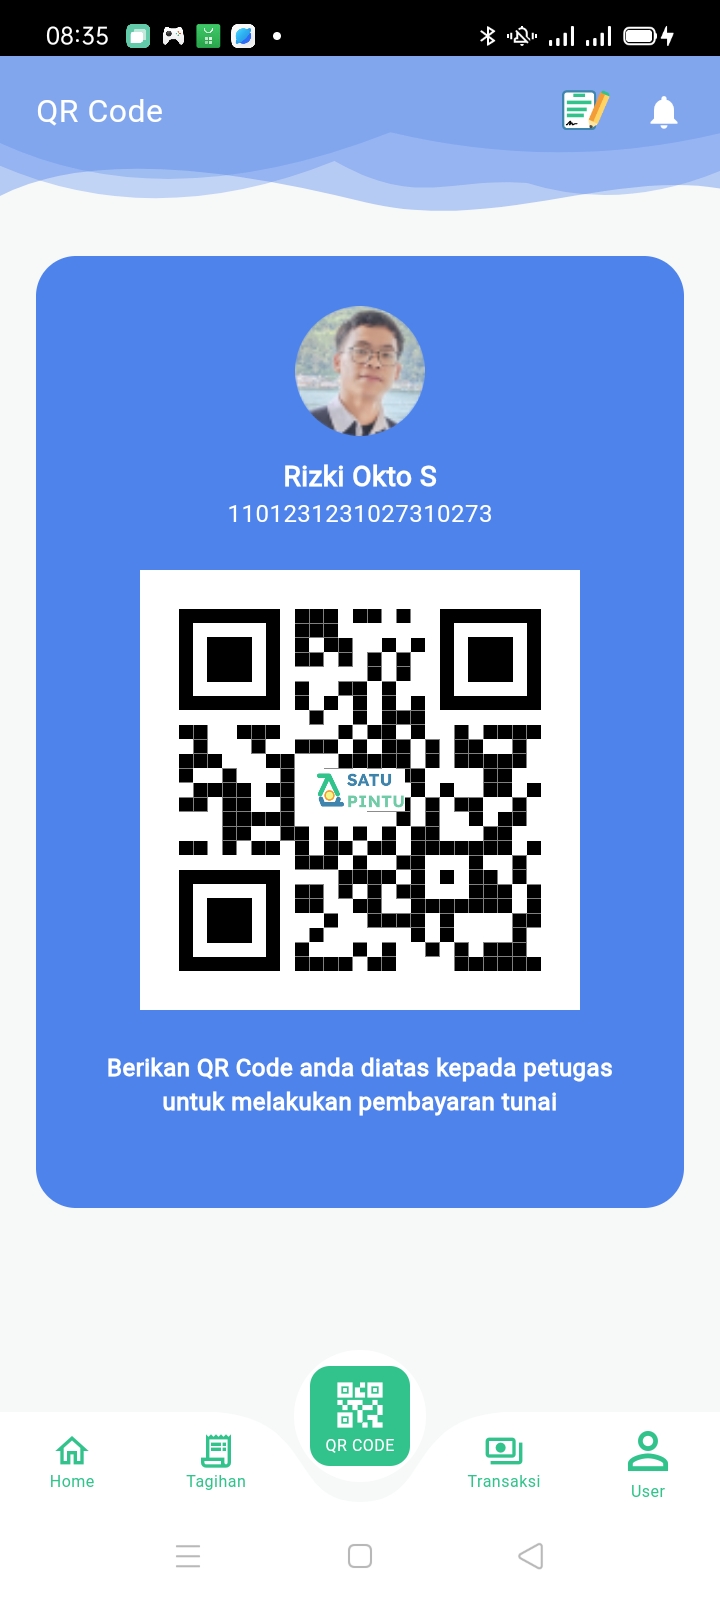 08:35
QR Code
Rizki Okto S
1101231231027310273
SATU
PINTU
Berikan QR Code anda diatas kepada petugas
untuk melakukan pembayaran tunai
Home
Tagihan
QR CODE
Transaksi
User